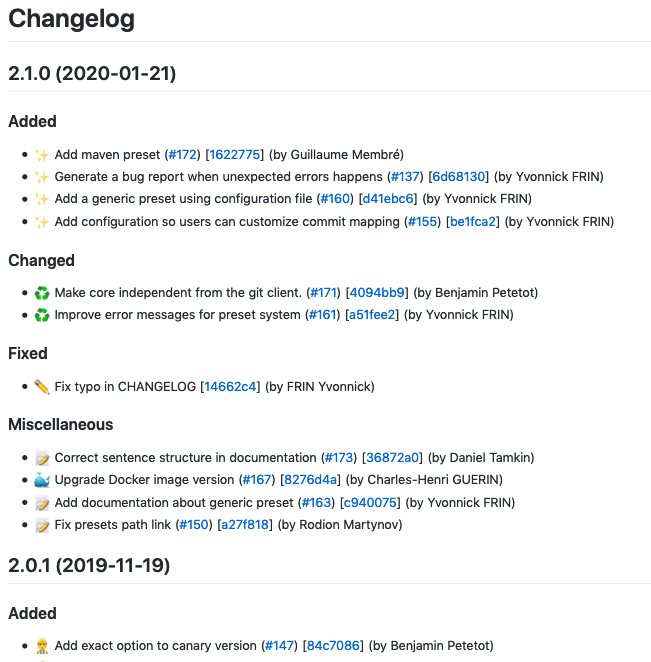 Changelog
2.1.0 (2020-01-21)
Added
• ✨ Add maven preset (#172) [1622775] (by Guillaume Membré)
• ✨ Generate a bug report when unexpected errors happens (#137) [6d68130] (by Yvonnick FRIN)
• ✨ Add a generic preset using configuration file (#160) [d41ebc6] (by Yvonnick FRIN)
• ✨ Add configuration so users can customize commit mapping (#155) [be1fca2] (by Yvonnick FRIN)
Changed
• ♻️ Make core independent from the git client. (#171) [4094bb9] (by Benjamin Petetot)
• ♻️ Improve error messages for preset system (#161) [a51fee2] (by Yvonnick FRIN)
Fixed
• ✏️ Fix typo in CHANGELOG [14662c4] (by FRIN Yvonnick)
Miscellaneous
• 📝 Correct sentence structure in documentation (#173) [36872a0] (by Daniel Tamkin)
• 🐳 Upgrade Docker image version (#167) [8276d4a] (by Charles-Henri GUERIN)
• 📝 Add documentation about generic preset (#163) [c940075] (by Yvonnick FRIN)
• 📝 Fix presets path link (#150) [a27f818] (by Rodion Martynov)
2.0.1 (2019-11-19)
Added
• 👷 Add exact option to canary version (#147) [84c7086] (by Benjamin Petetot)